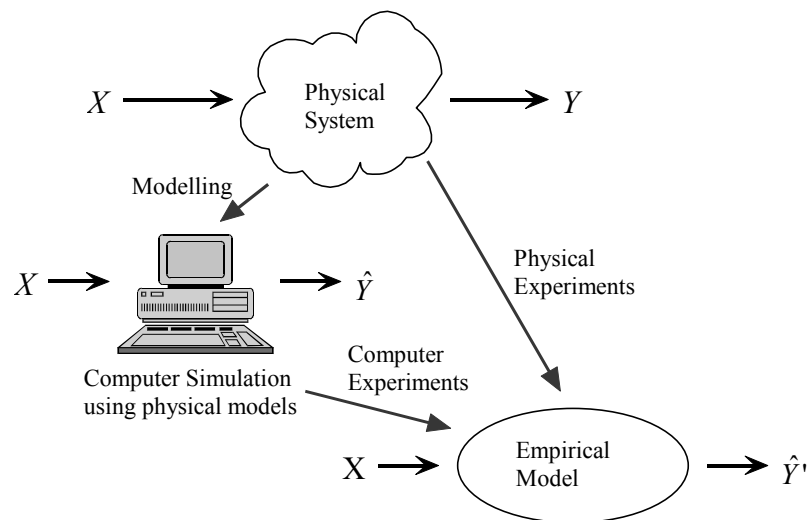 Physical
System
X
Y
Modelling
X
Ŷ
Physical
Experiments
Computer Simulation
using physical models
Computer
Experiments
X
Empirical
Model
Ŷ'